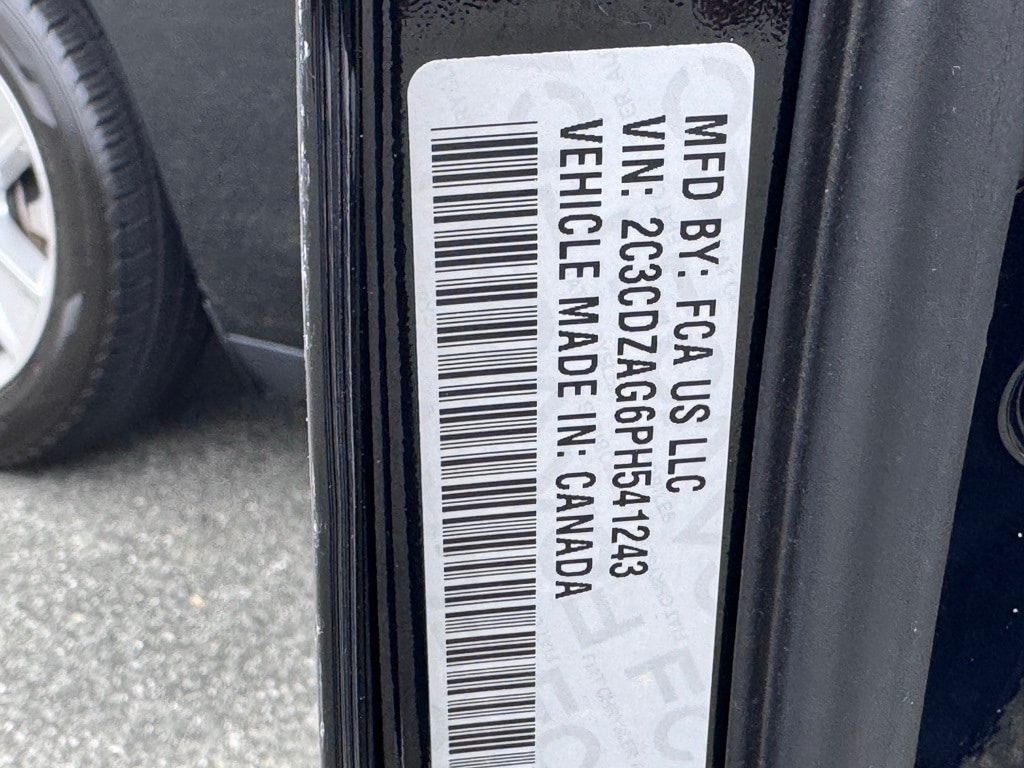 MFD BY: FCA US LLC
VIN: 2C3CDZAG6PH541243
VEHICLE MADE IN: CANADA